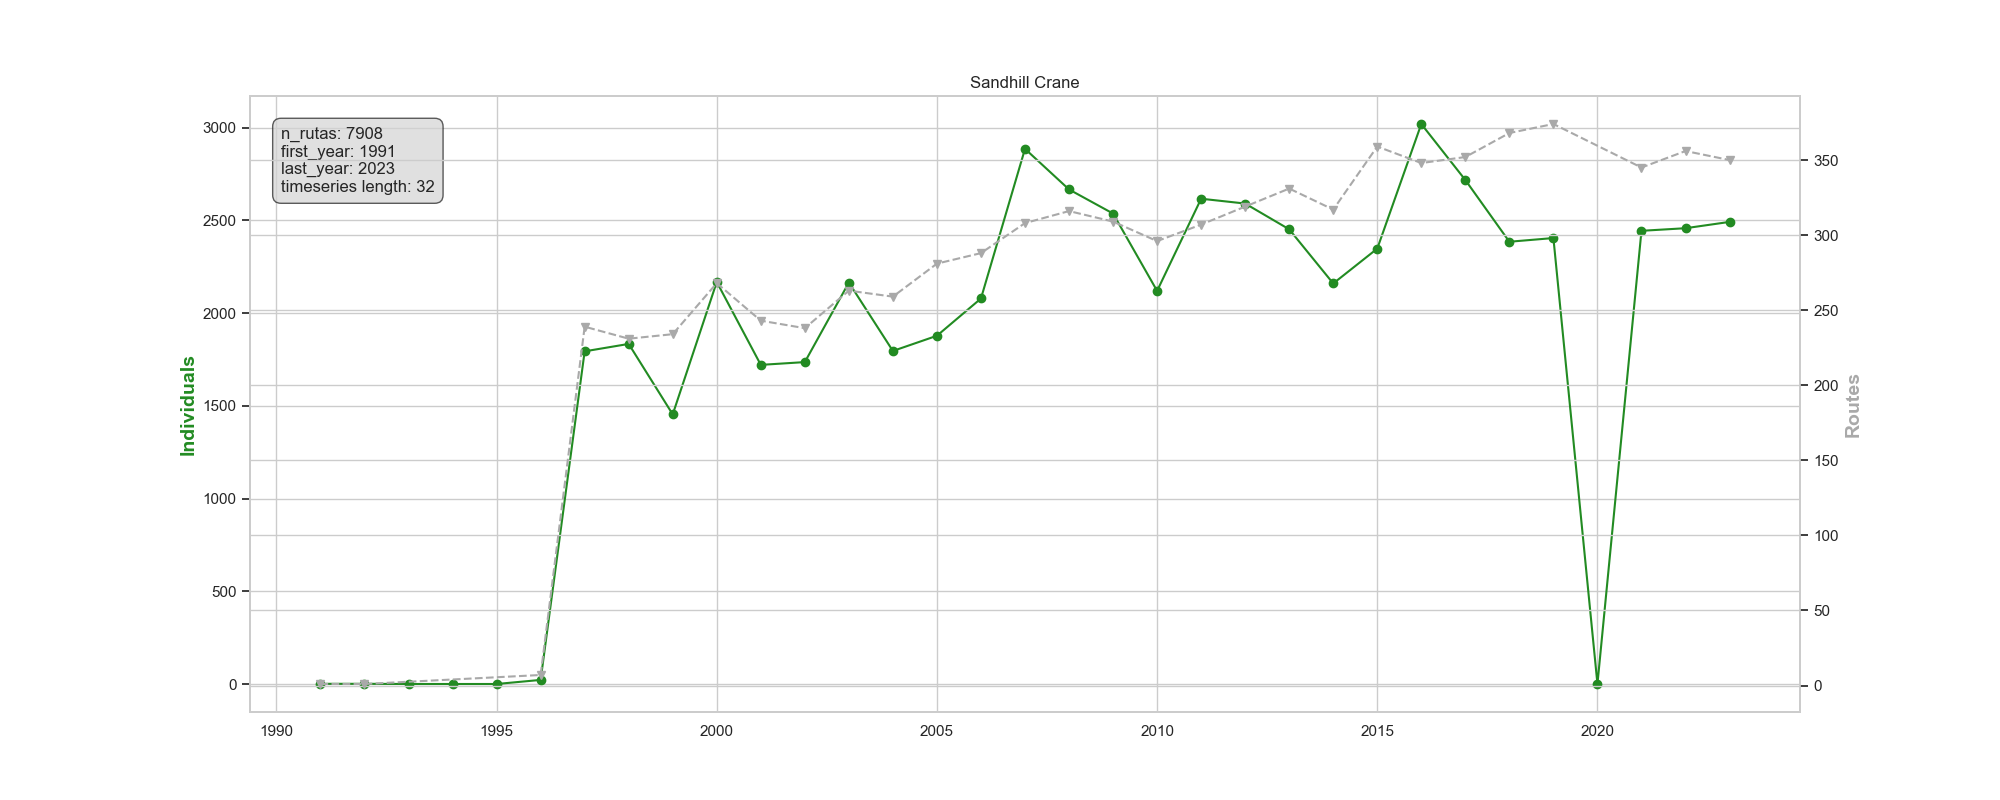 Sandhill Crane
n_rutas: 7908
first_year: 1991
last_year: 2023
timeseries length: 32
Individuals
3000
2500
2000
1500
1000
500
0
Routes
350
300
250
200
150
100
50
0
1990 1995 2000 2005 2010 2015 2020